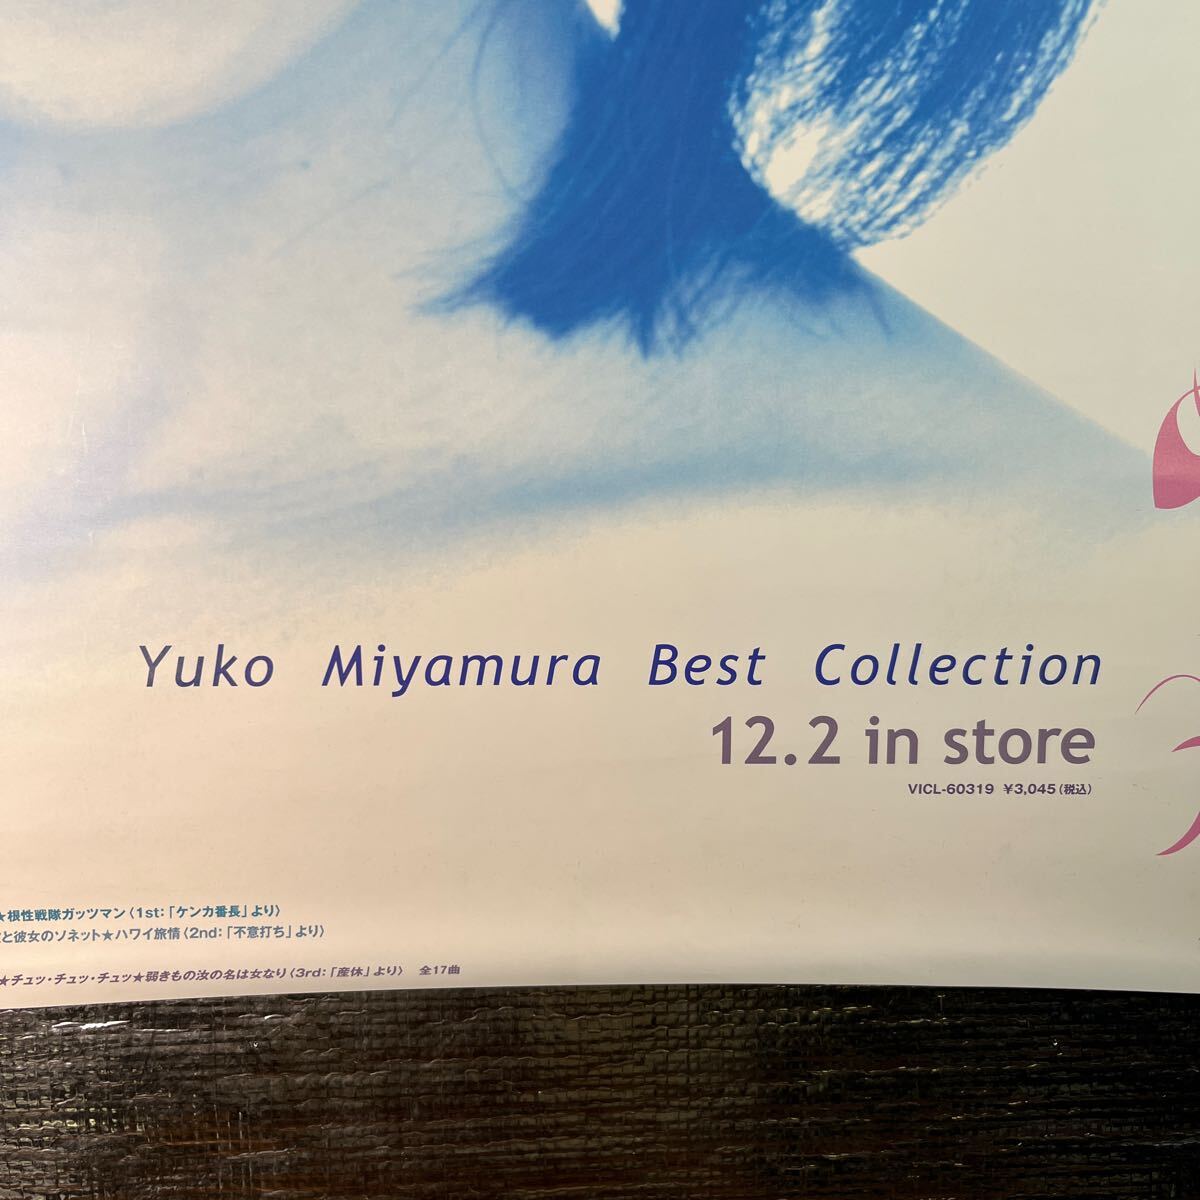 Yuko Miyamura Best Collection
12.2 in store
VICL-60319 ¥3,045(税込)
★根性戦隊ガッツマン〈1st:「ケンカ番長」より〉
と彼女のソネット★ハワイ旅情〈2nd:「不意打ち」より〉
★チュッ・チュッ・チュッ★弱きもの汝の名は女なり〈3rd:「産休」より〉 全17曲